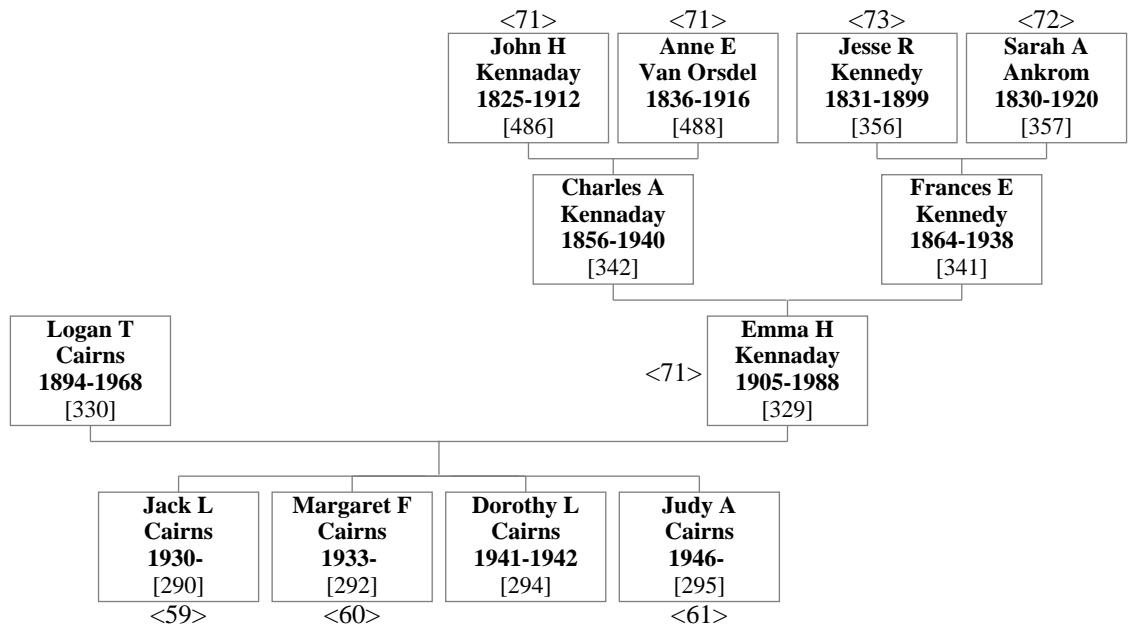 <71>
John H
Kennaday
1825-1912
[486]
<71>
Anne E
Van Orsdel
1836-1916
[488]
<73>
Jesse R
Kennedy
1831-1899
[356]
<72>
Sarah A
Ankrom
1830-1920
[357]
Charles A
Kennaday
1856-1940
[342]
Frances E
Kennedy
1864-1938
[341]
Logan T
Cairns
1894-1968
[330]
<71>
Emma H
Kennaday
1905-1988
[329]
Jack L
Cairns
1930-
[290]
<59>
Margaret F
Cairns
1933-
[292]
<60>
Dorothy L
Cairns
1941-1942
[294]
Judy A
Cairns
1946-
[295]
<61>